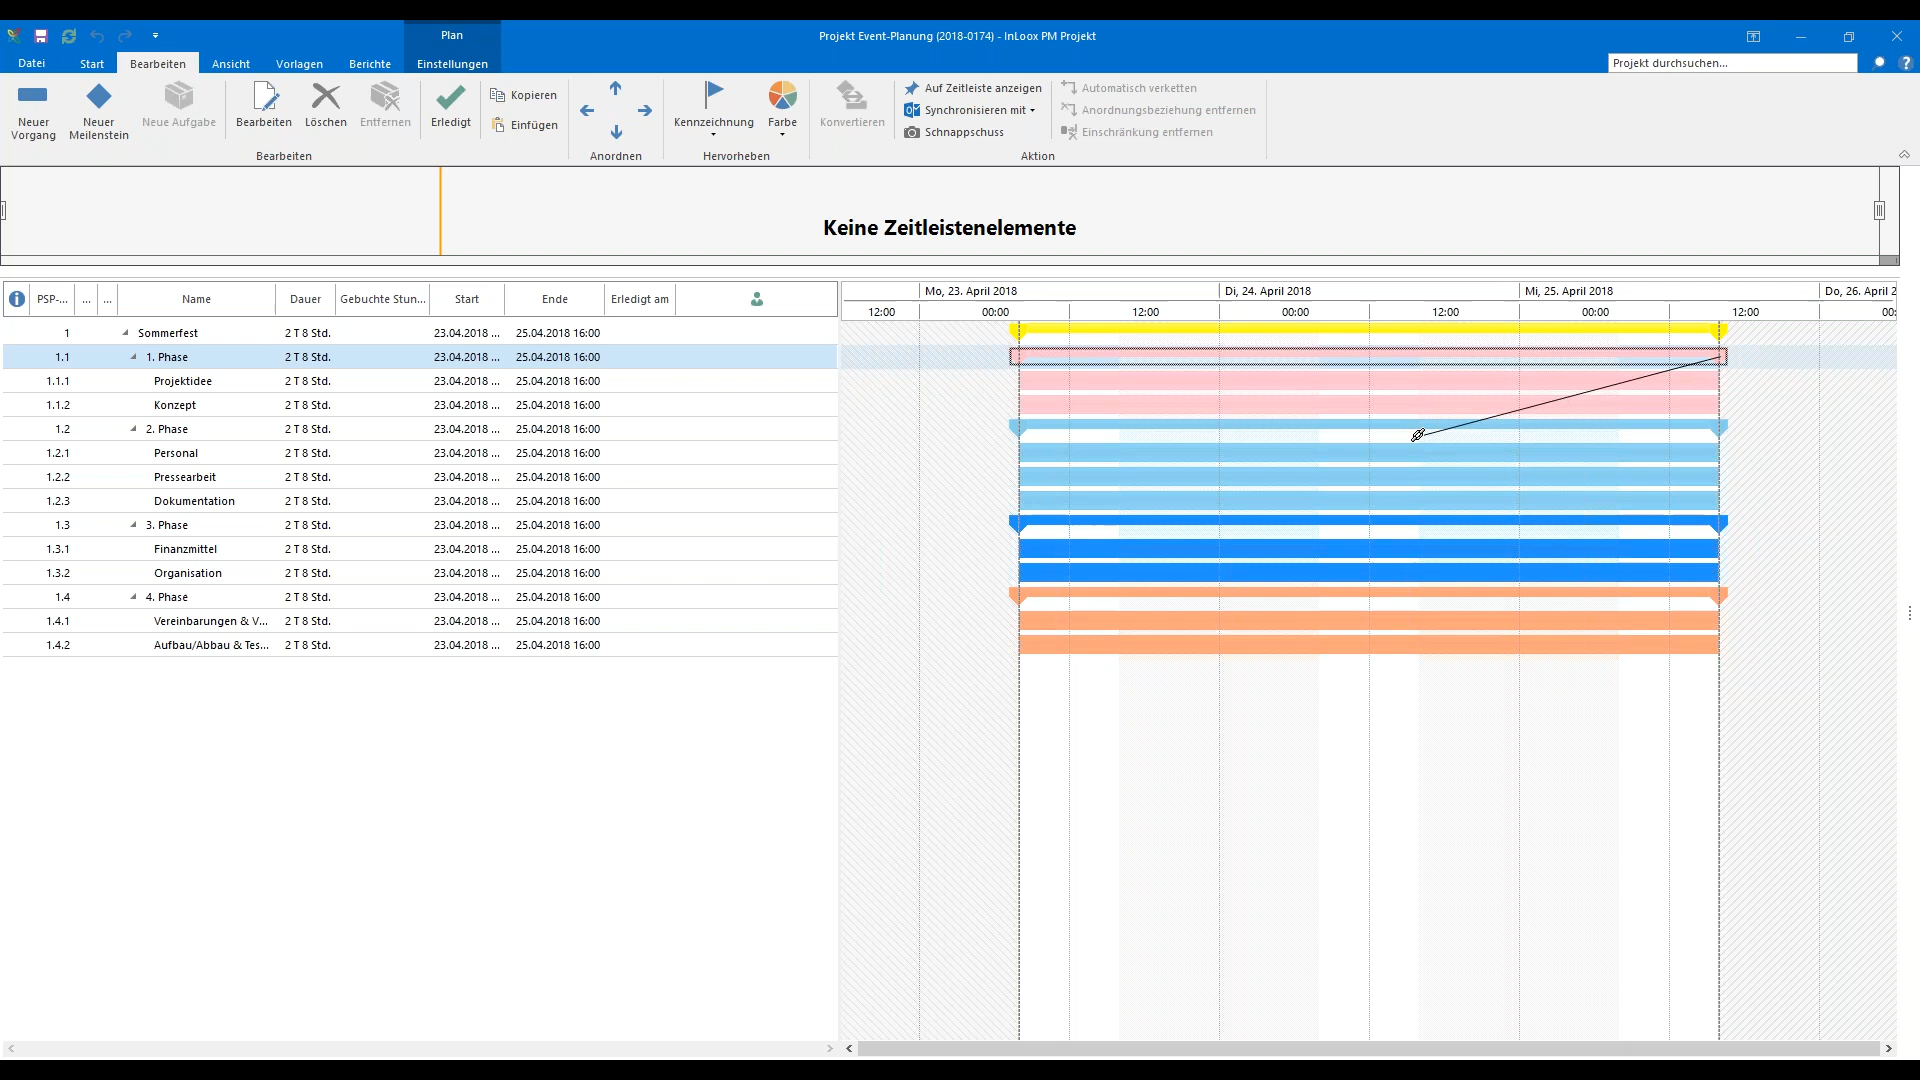 Plan
Projekt Event-Planung (2018-0174) - InLoox PM Projekt
Datei Start Bearbeiten Ansicht Vorlagen Berichte Einstellungen
Projekt durchsuchen...
Neuer Vorgang
Neuer Meilenstein
Neue Aufgabe
Bearbeiten
Löschen
Entfernen
Erledigt
Kopieren
Einfügen
Kennzeichnung
Farbe
Konvertieren
Auf Zeitleiste anzeigen
Synchronisieren mit
Schnappschuss
Automatisch verketten
Anordnungsbeziehung entfernen
Einschränkung entfernen
Bearbeiten Anordnen Hervorheben Aktion
Keine Zeitleistenelemente
PSP-... ... ... Name Dauer Gebuchte Stun... Start Ende Erledigt am
Mo, 23. April 2018 Di, 24. April 2018 Mi, 25. April 2018 Do, 26. April 2
12:00 00:00 12:00 00:00 12:00 00:00 12:00 00:
1 Sommerfest 2 T 8 Std. 23.04.2018 ... 25.04.2018 16:00
1.1 1. Phase 2 T 8 Std. 23.04.2018 ... 25.04.2018 16:00
1.1.1 Projektidee 2 T 8 Std. 23.04.2018 ... 25.04.2018 16:00
1.1.2 Konzept 2 T 8 Std. 23.04.2018 ... 25.04.2018 16:00
1.2 2. Phase 2 T 8 Std. 23.04.2018 ... 25.04.2018 16:00
1.2.1 Personal 2 T 8 Std. 23.04.2018 ... 25.04.2018 16:00
1.2.2 Pressearbeit 2 T 8 Std. 23.04.2018 ... 25.04.2018 16:00
1.2.3 Dokumentation 2 T 8 Std. 23.04.2018 ... 25.04.2018 16:00
1.3 3. Phase 2 T 8 Std. 23.04.2018 ... 25.04.2018 16:00
1.3.1 Finanzmittel 2 T 8 Std. 23.04.2018 ... 25.04.2018 16:00
1.3.2 Organisation 2 T 8 Std. 23.04.2018 ... 25.04.2018 16:00
1.4 4. Phase 2 T 8 Std. 23.04.2018 ... 25.04.2018 16:00
1.4.1 Vereinbarungen & V... 2 T 8 Std. 23.04.2018 ... 25.04.2018 16:00
1.4.2 Aufbau/Abbau & Tes... 2 T 8 Std. 23.04.2018 ... 25.04.2018 16:00